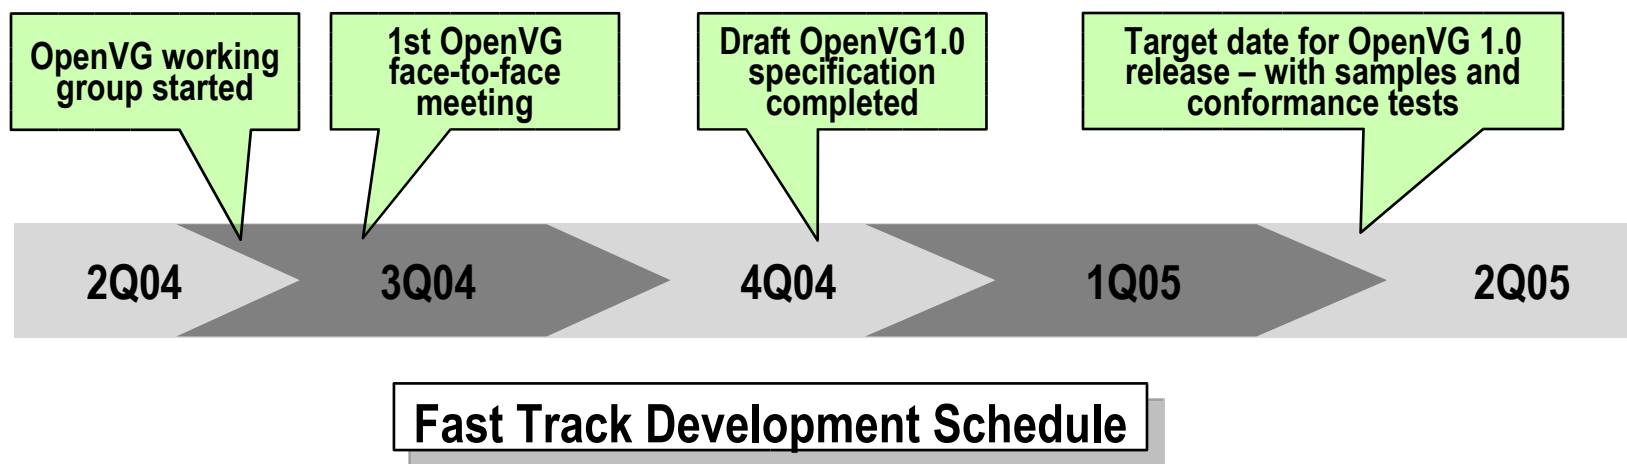 OpenVG working
group started
1st OpenVG
face-to-face
meeting
Draft OpenVG1.0
specification
completed
Target date for OpenVG 1.0
release – with samples and
conformance tests
2Q04
3Q04
4Q04
1Q05
2Q05
Fast Track Development Schedule